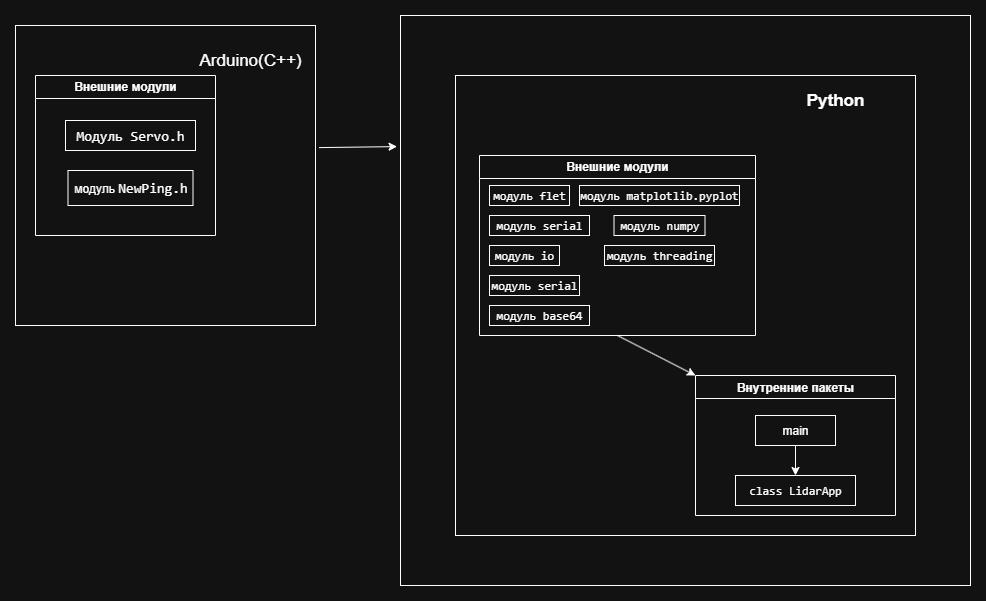 Arduino(C++)
Внешние модули
Модуль Servo.h
модуль NewPing.h
Python
Внешние модули
модуль flet
модуль matplotlib.pyplot
модуль serial
модуль numpy
модуль io
модуль threading
модуль serial
модуль base64
Внутренние пакеты
main
class LidarApp